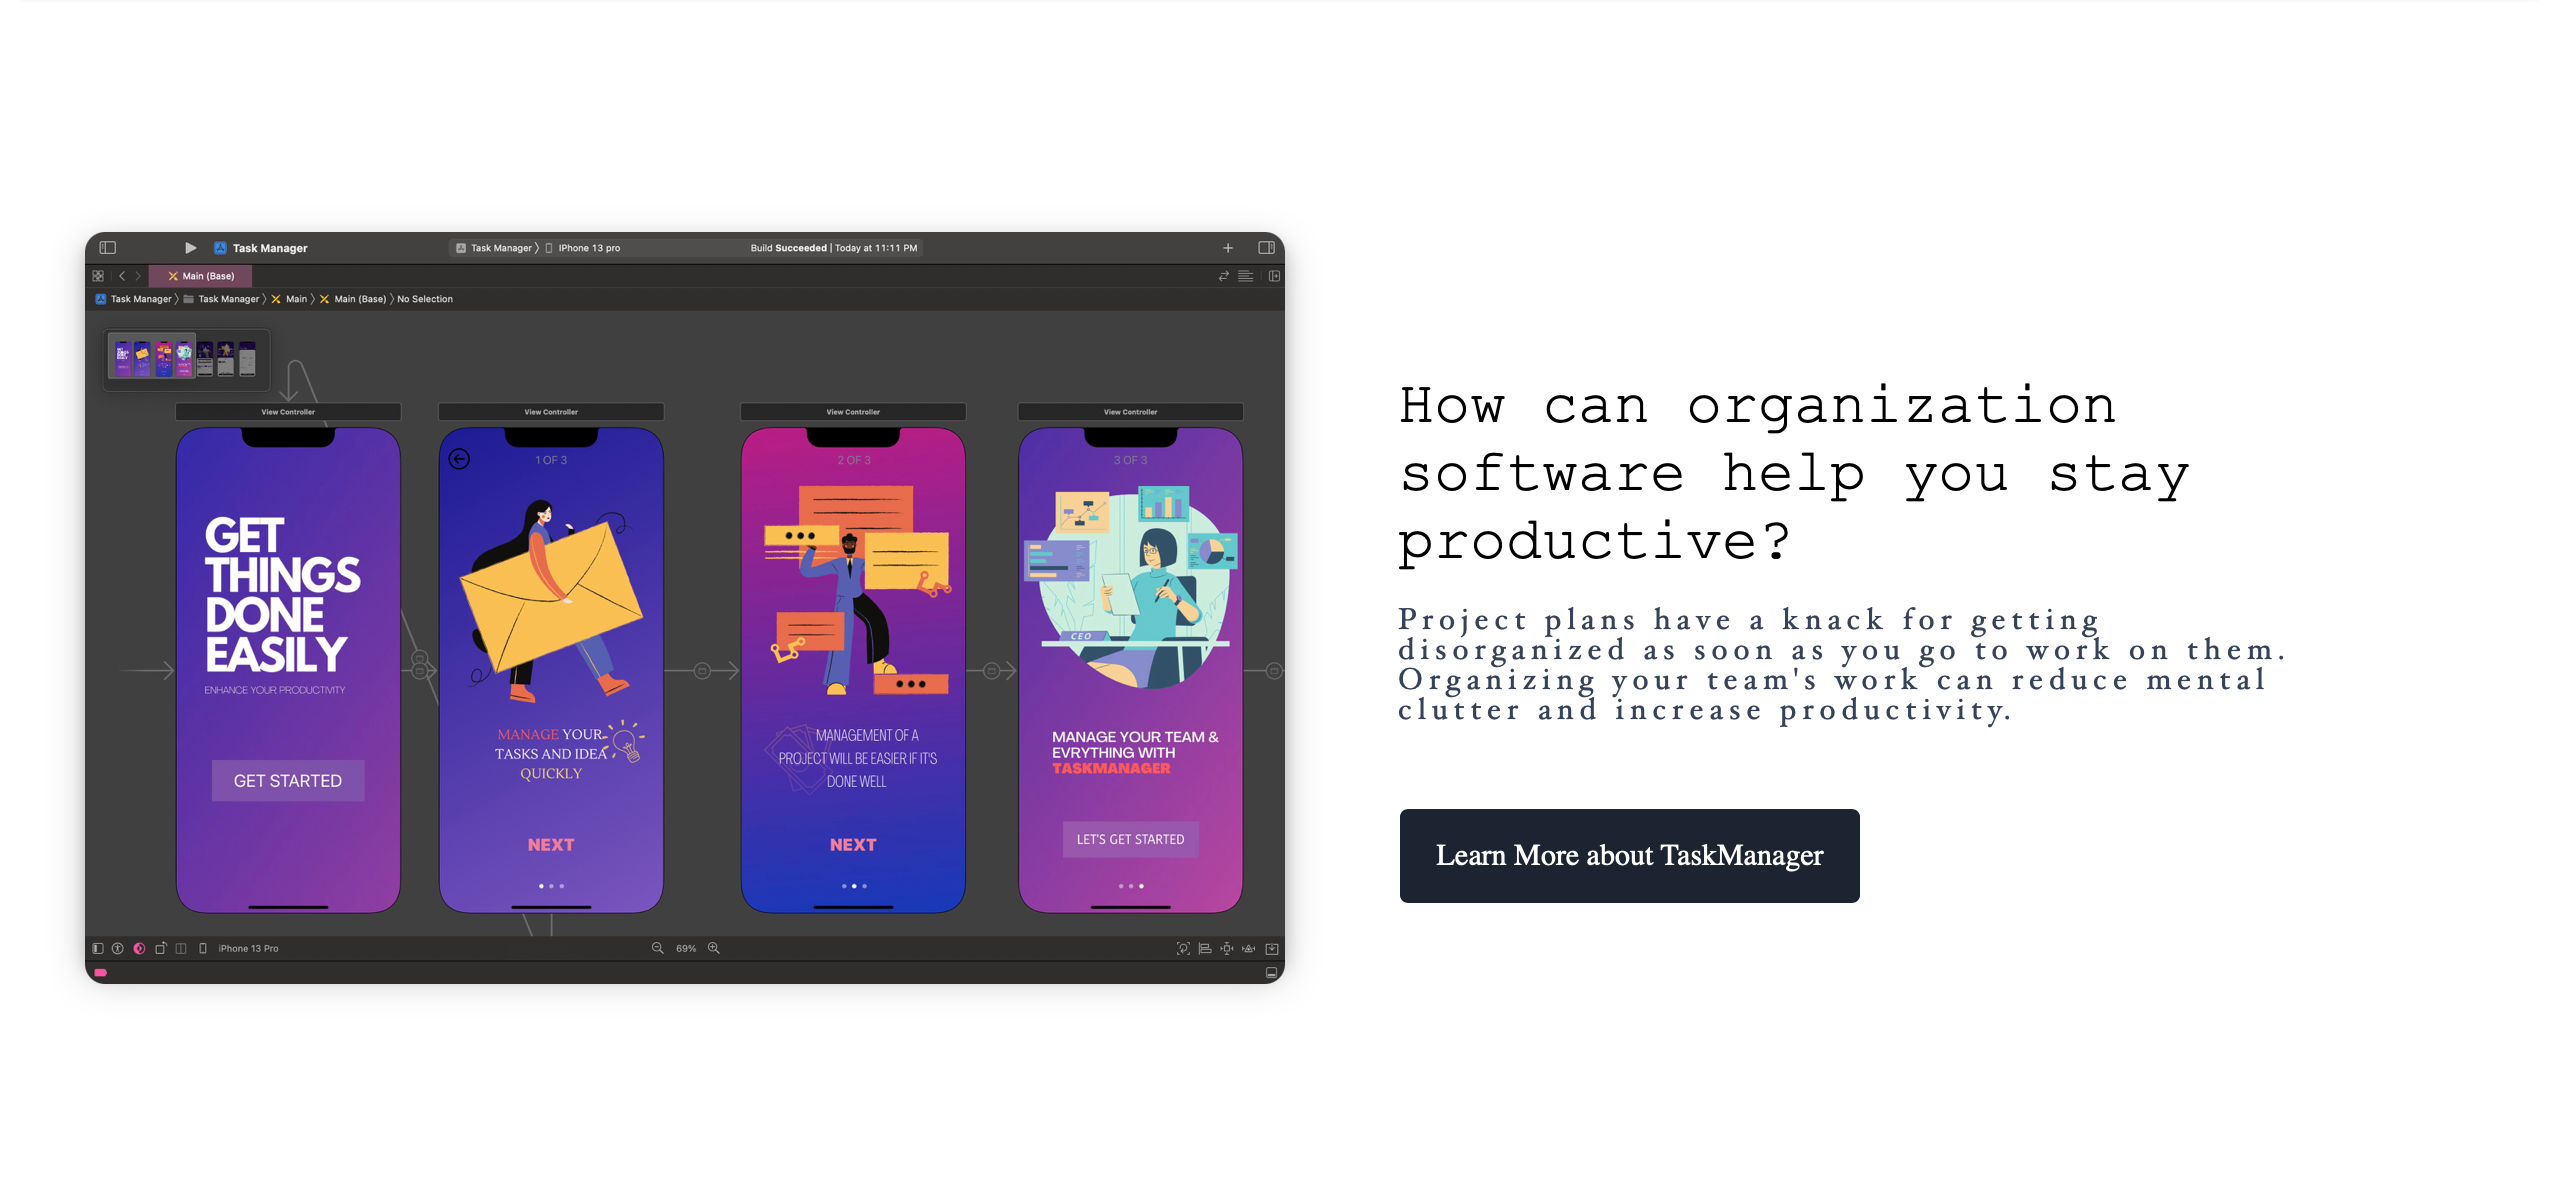 Task Manager
Task Manager
IPhone 13 pro
Build Succeeded | Today at 11:11 PM
Main (Base)
Task Manager
Task Manager
Main
Main (Base)
No Selection
View Controller
View Controller
View Controller
View Controller
GET
THINGS
DONE
EASILY
ENHANCE YOUR PRODUCTIVITY
GET STARTED
1 OF 3
MANAGE YOUR
TASKS AND IDEA
QUICKLY
NEXT
2 OF 3
MANAGEMENT OF A
PROJECT WILL BE EASIER IF IT'S
DONE WELL
NEXT
3 OF 3
CEO
MANAGE YOUR TEAM &
EVRYTHING WITH
TASKMANAGER
LET'S GET STARTED
iPhone 13 Pro
69%
How can organization
software help you stay
productive?
Project plans have a knack for getting
disorganized as soon as you go to work on them.
Organizing your team's work can reduce mental
clutter and increase productivity.
Learn More about TaskManager